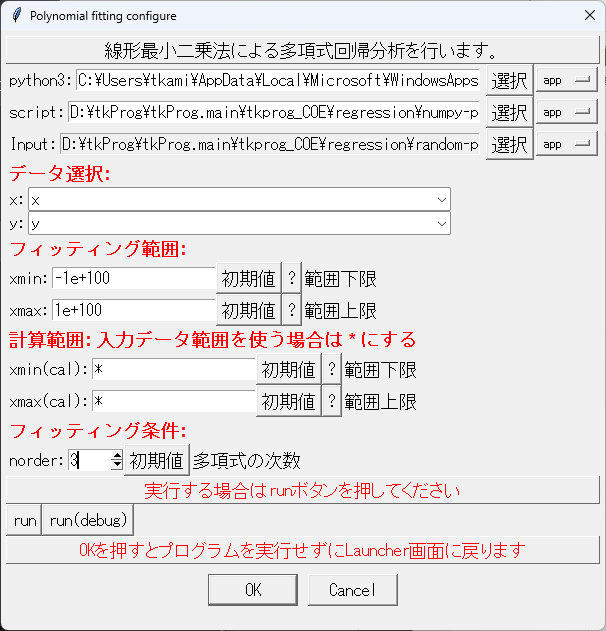 Polynomial fitting configure
線形最小二乗法による多項式回帰分析を行います。
python3: C:¥Users¥tkami¥AppData¥Local¥Microsoft¥WindowsApps 選択 app
script: D:¥tkProg¥tkProg.main¥tkprog_COE¥regression¥numpy-p 選択 app
Input: D:¥tkProg¥tkProg.main¥tkprog_COE¥regression¥random-p 選択 app
データ選択:
x: x
y: y
フィッティング範囲:
xmin: -1e+100 初期値 ? 範囲下限
xmax: 1e+100 初期値 ? 範囲上限
計算範囲: 入力データ範囲を使う場合は * にする
xmin(cal): * 初期値 ? 範囲下限
xmax(cal): * 初期値 ? 範囲上限
フィッティング条件:
norder: 3 初期値 多項式の次数
実行する場合は runボタンを押してください
run run(debug)
OKを押すとプログラムを実行せずにLauncher画面に戻ります
OK Cancel